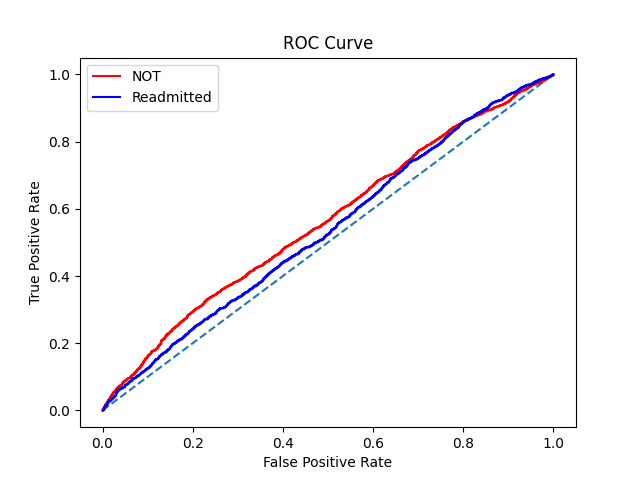 ROC Curve
NOT
Readmitted
True Positive Rate
1.0
0.8
0.6
0.4
0.2
0.0
0.0 0.2 0.4 0.6 0.8 1.0
False Positive Rate